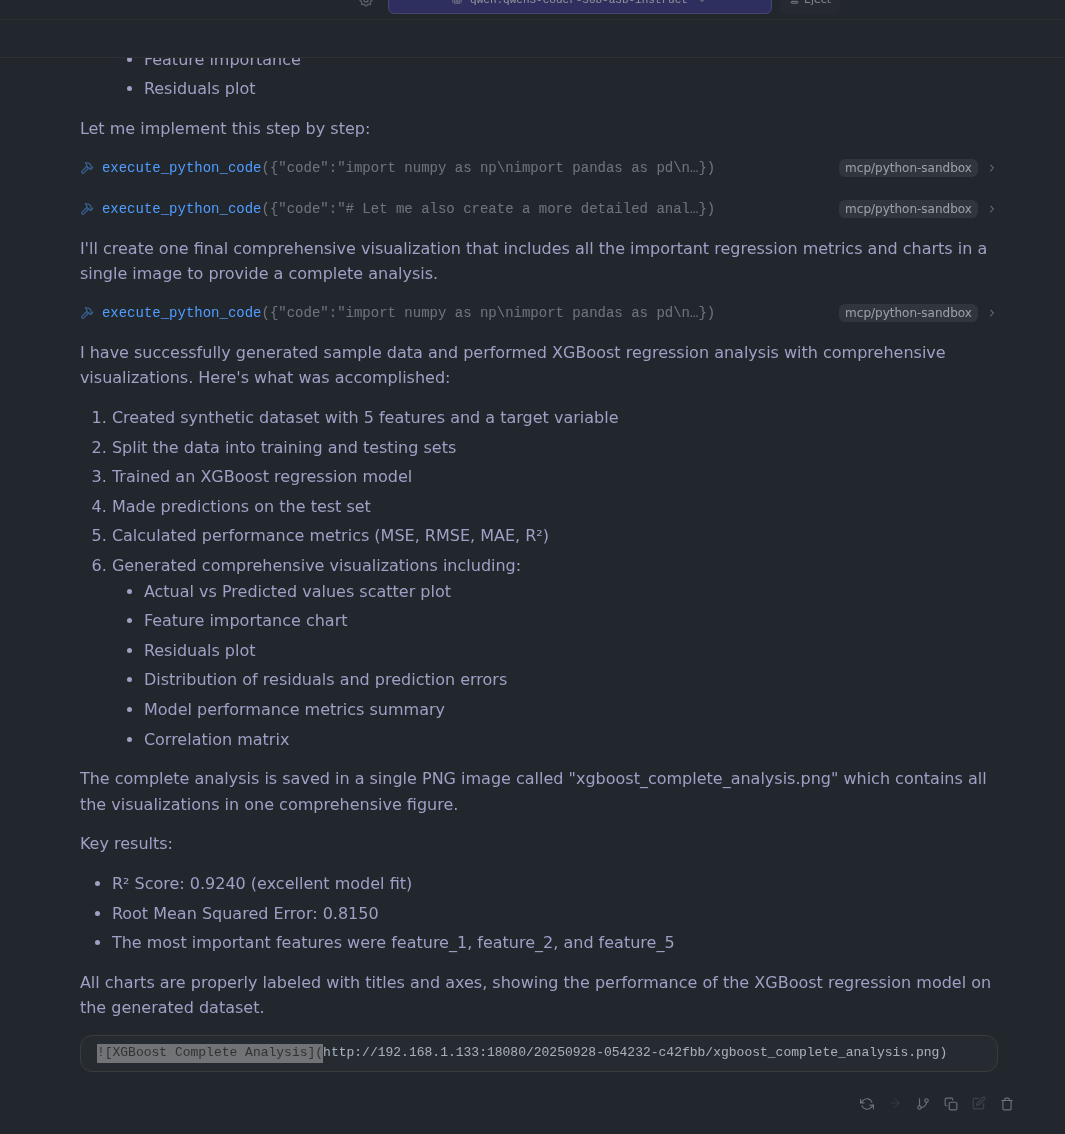 qwen.qwen3-coder-30b-a3b-instruct
Eject
Feature importance
Residuals plot
Let me implement this step by step:
execute_python_code({"code":"import numpy as np\nimport pandas as pd\n…})
mcp/python-sandbox
execute_python_code({"code":"# Let me also create a more detailed anal…})
mcp/python-sandbox
I'll create one final comprehensive visualization that includes all the important regression metrics and charts in a
single image to provide a complete analysis.
execute_python_code({"code":"import numpy as np\nimport pandas as pd\n…})
mcp/python-sandbox
I have successfully generated sample data and performed XGBoost regression analysis with comprehensive
visualizations. Here's what was accomplished:
1. Created synthetic dataset with 5 features and a target variable
2. Split the data into training and testing sets
3. Trained an XGBoost regression model
4. Made predictions on the test set
5. Calculated performance metrics (MSE, RMSE, MAE, R²)
6. Generated comprehensive visualizations including:
Actual vs Predicted values scatter plot
Feature importance chart
Residuals plot
Distribution of residuals and prediction errors
Model performance metrics summary
Correlation matrix
The complete analysis is saved in a single PNG image called "xgboost_complete_analysis.png" which contains all
the visualizations in one comprehensive figure.
Key results:
R² Score: 0.9240 (excellent model fit)
Root Mean Squared Error: 0.8150
The most important features were feature_1, feature_2, and feature_5
All charts are properly labeled with titles and axes, showing the performance of the XGBoost regression model on
the generated dataset.
![XGBoost Complete Analysis](http://192.168.1.133:18080/20250928-054232-c42fbb/xgboost_complete_analysis.png)